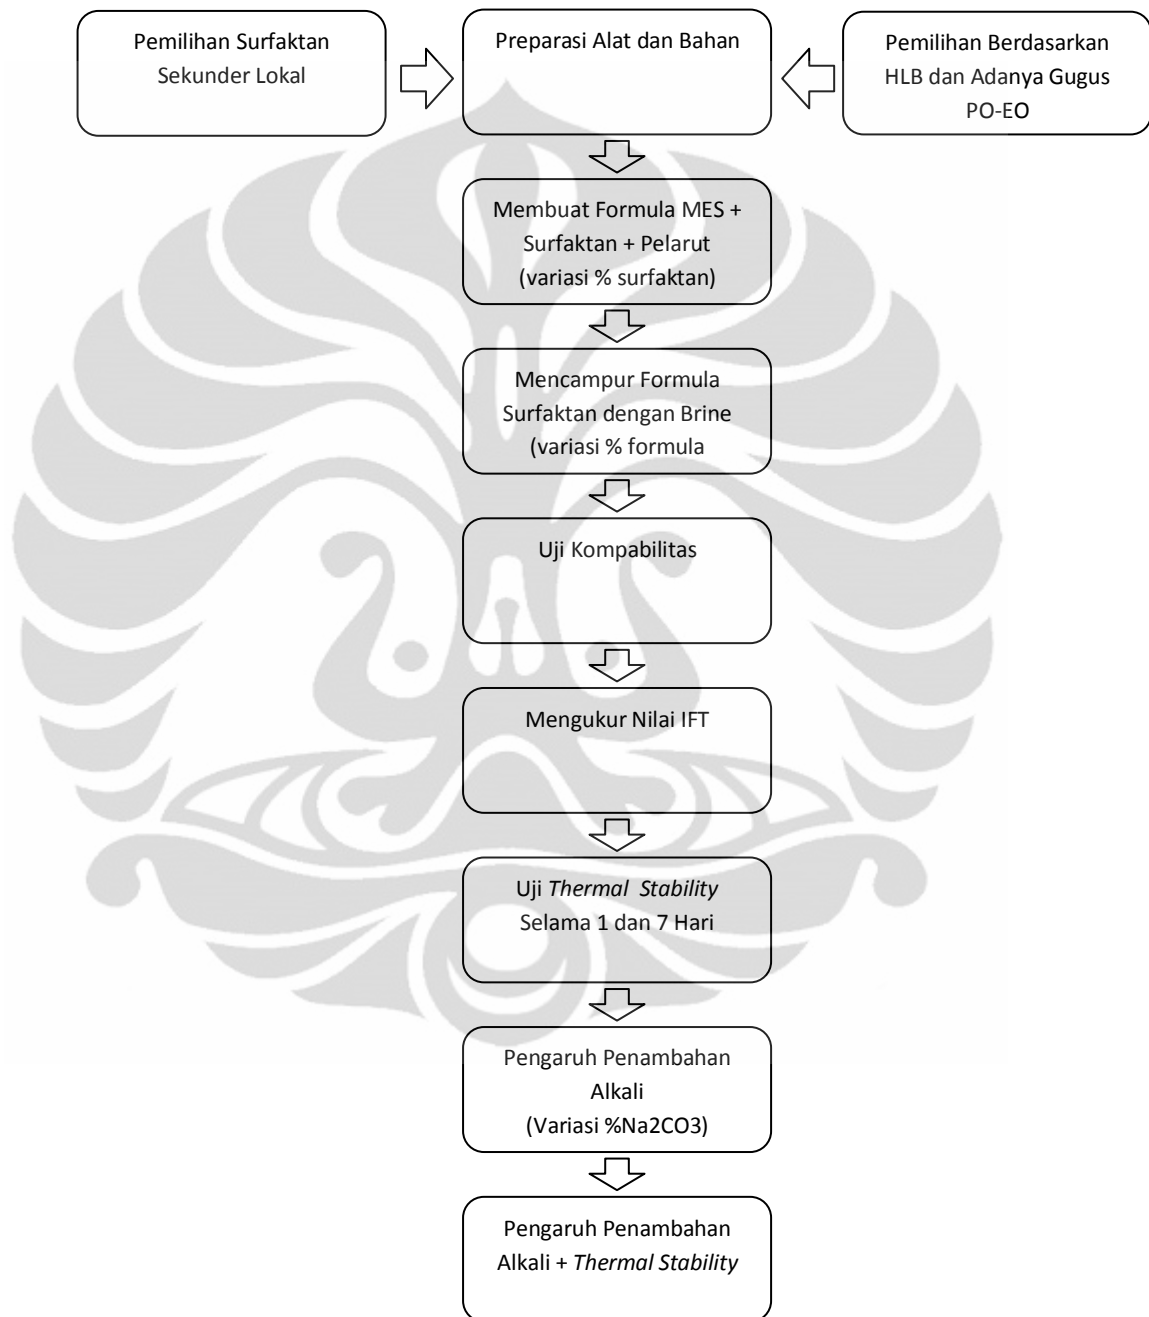 Pemilihan Surfaktan
Sekunder Lokal
Preparasi Alat dan Bahan
Pemilihan Berdasarkan
HLB dan Adanya Gugus
PO-EO
Membuat Formula MES +
Surfaktan + Pelarut
(variasi % surfaktan)
Mencampur Formula
Surfaktan dengan Brine
(variasi % formula
Uji Kompabilitas
Mengukur Nilai IFT
Uji Thermal Stability
Selama 1 dan 7 Hari
Pengaruh Penambahan
Alkali
(Variasi %Na2CO3)
Pengaruh Penambahan
Alkali + Thermal Stability